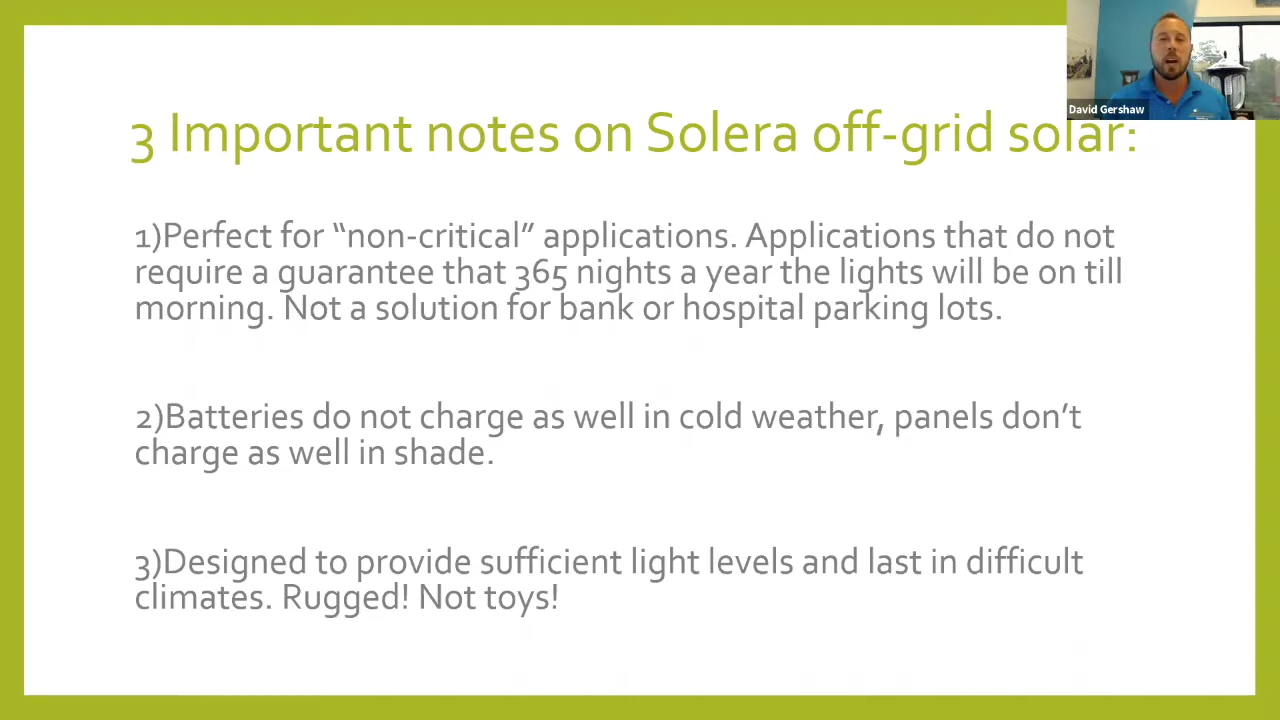 David Gershaw
3 Important notes on Solera off-grid solar:
1)Perfect for “non-critical” applications. Applications that do not
require a guarantee that 365 nights a year the lights will be on till
morning. Not a solution for bank or hospital parking lots.
2)Batteries do not charge as well in cold weather, panels don’t
charge as well in shade.
3)Designed to provide sufficient light levels and last in difficult
climates. Rugged! Not toys!